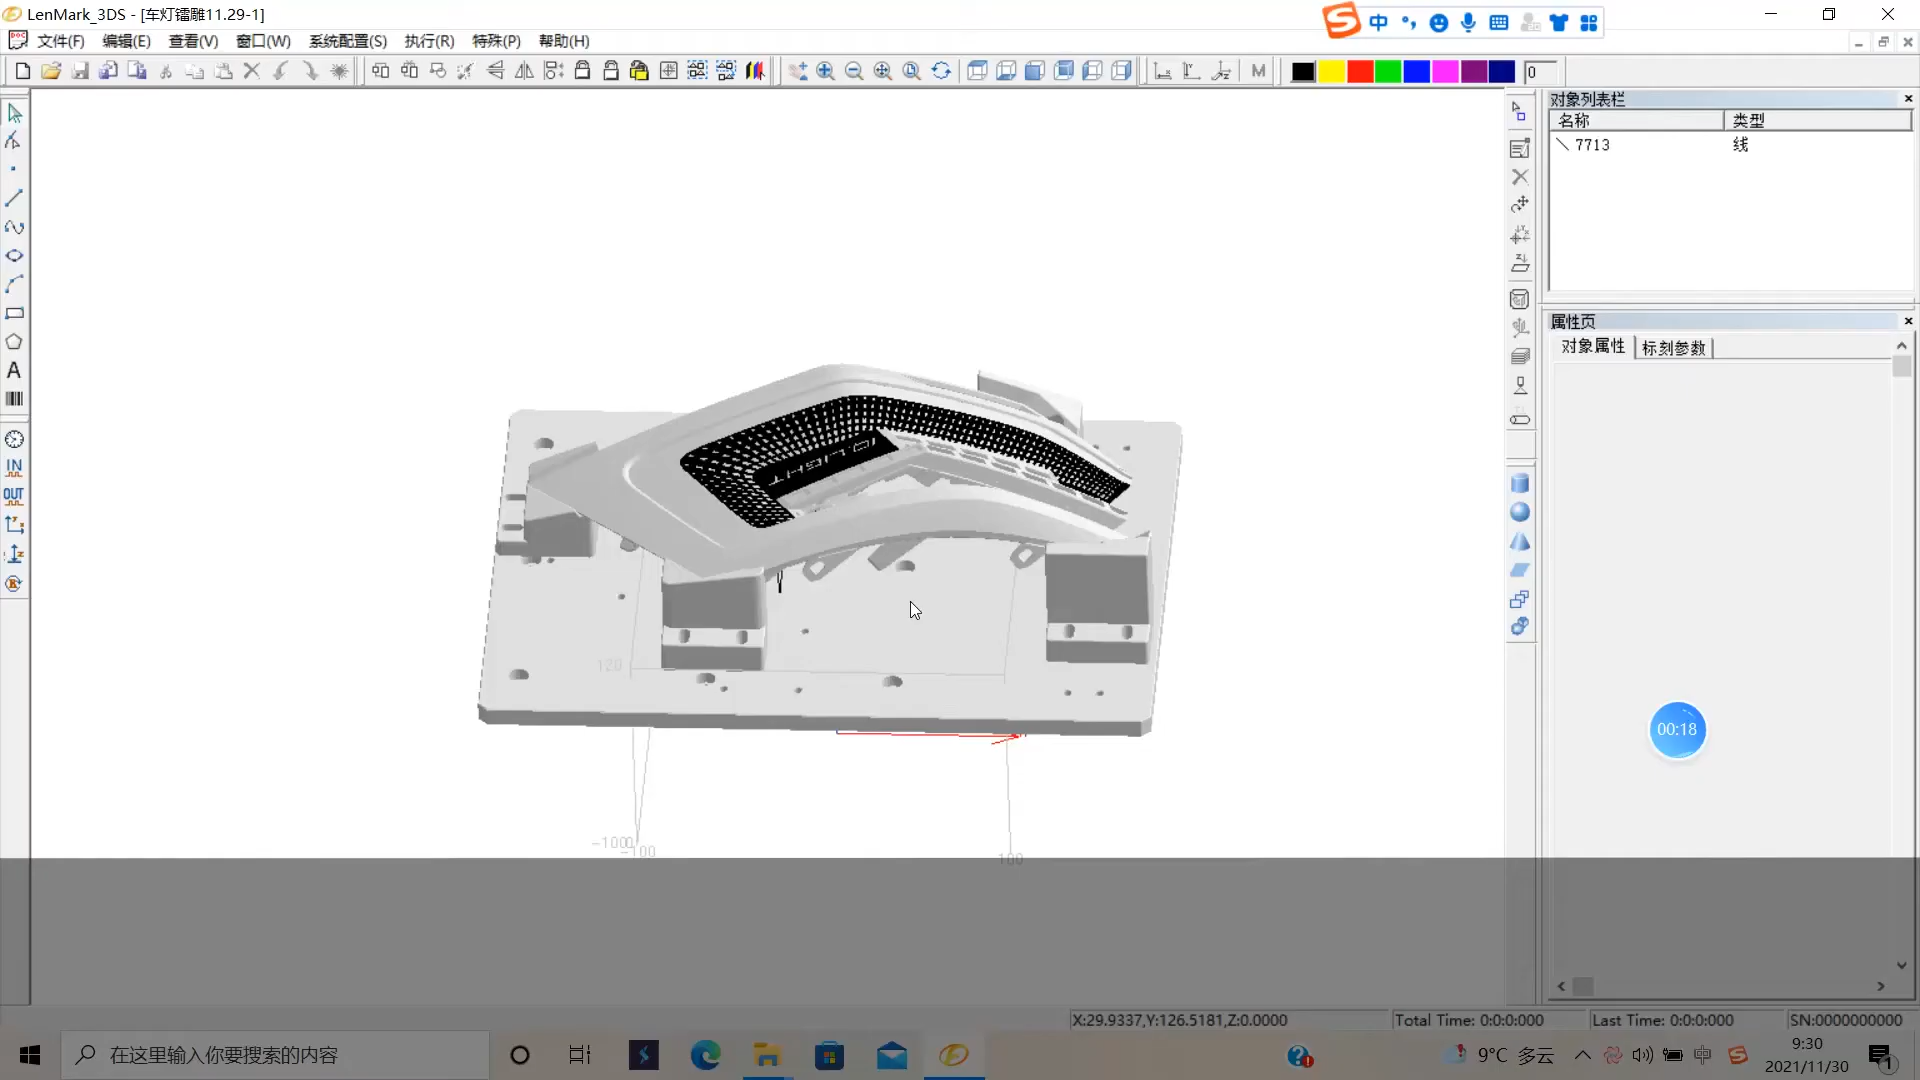 LenMark_3DS - [车灯镭雕11.29-1]
中
文件(F) 编辑(E) 查看(V) 窗口(W) 系统配置(S) 执行(R) 特殊(P) 帮助(H)
M
0
对象列表栏
名称 类型
7713 线
属性页
对象属性 标刻参数
A
IN
OUT
120
-100
-100
100
00:18
X:29.9337,Y:126.5181,Z:0.0000
Total Time: 0:0:0:000
Last Time: 0:0:0:000
SN:0000000000
在这里输入你要搜索的内容
9°C 多云
中
9:30
2021/11/30
1